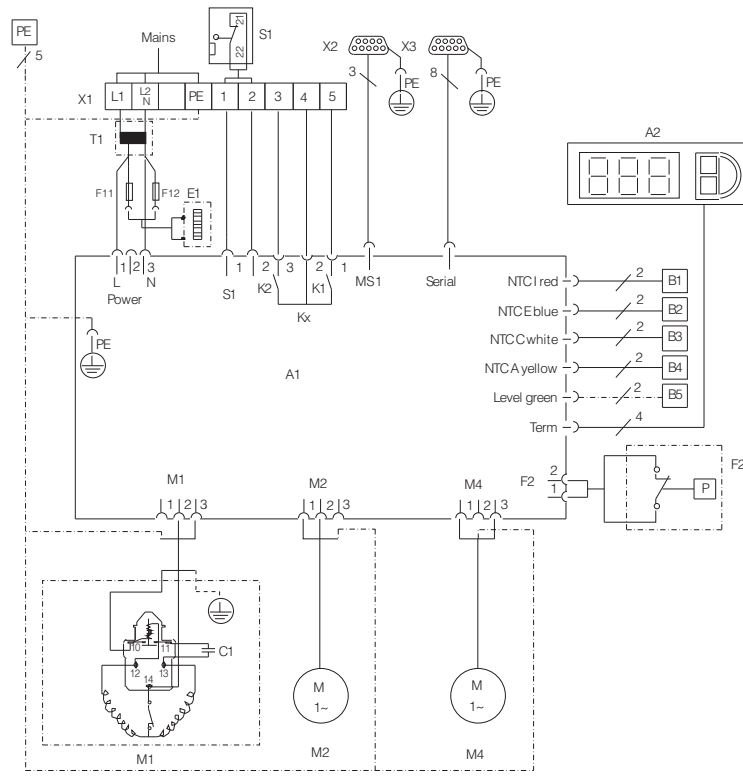 PE
5
Mains
21
22
S1
X2
X3
3
8
PE
PE
X1
L1
L2
N
PE
1
2
3
4
5
T1
A2
F11
F12
E1
1 2 3
L N
Power
S1
2 3
K2
2 1
K1
Kx
MS1
Serial
NTC I red
2
B1
NTC E blue
2
B2
NTC C white
2
B3
NTC A yellow
2
B4
Level green
2
B5
Term
4
PE
A1
F2
2
1
P
F2
M1
1 2 3
M2
1 2 3
M4
1 2 3
10
11
12
13
14
C1
M
1~
M
1~
M1
M2
M4